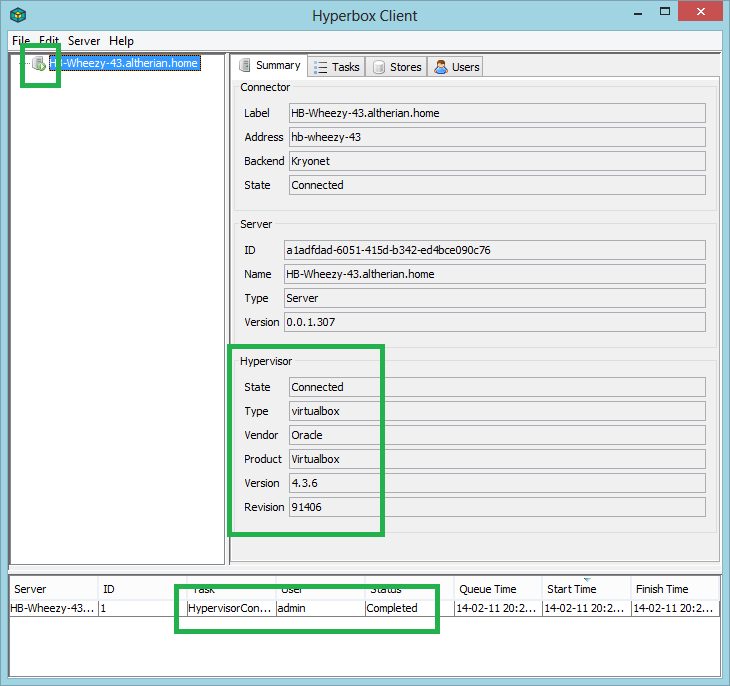 Hyperbox Client
File Edit Server Help
HB-Wheezy-43.altherian.home
Summary Tasks Stores Users
Connector
Label HB-Wheezy-43.altherian.home
Address hb-wheezy-43
Backend Kryonet
State Connected
Server
ID a1adfdad-6051-415d-b342-ed4bce090c76
Name HB-Wheezy-43.altherian.home
Type Server
Version 0.0.1.307
Hypervisor
State Connected
Type virtualbox
Vendor Oracle
Product Virtualbox
Version 4.3.6
Revision 91406
Server ID Task User Status Queue Time Start Time Finish Time
HB-Wheezy-43... 1 HypervisorCon... admin Completed 14-02-11 20:2... 14-02-11 20:2... 14-02-11 20:2...